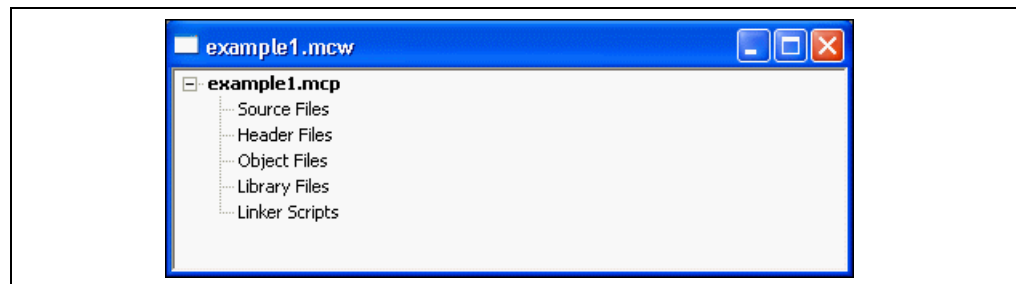 example1.mcw
example1.mcp
Source Files
Header Files
Object Files
Library Files
Linker Scripts